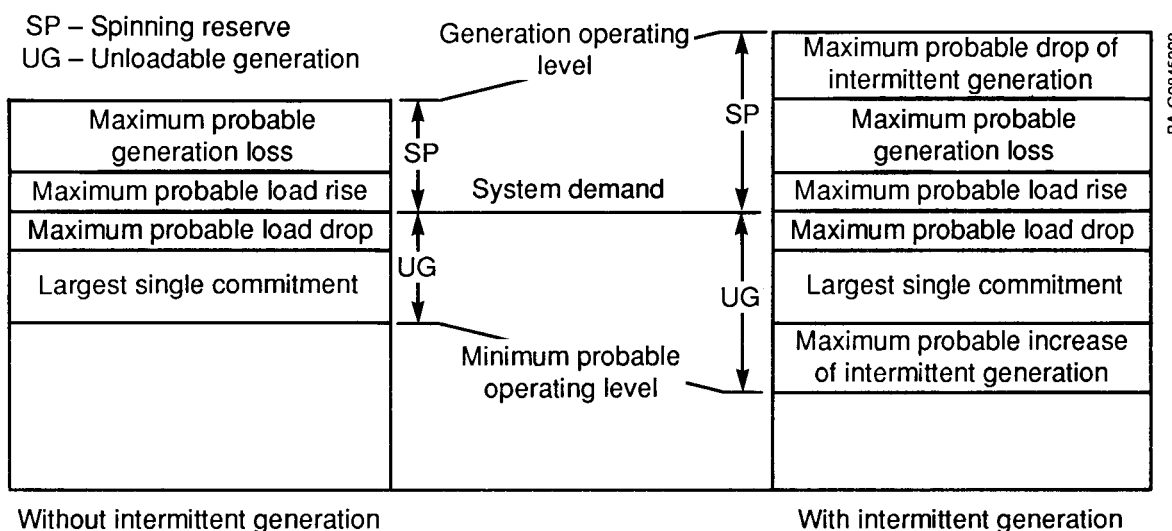 SP – Spinning reserve
UG – Unloadable generation
Generation operating
level
Maximum probable
generation loss
Maximum probable load rise
Maximum probable load drop
Largest single commitment
SP
UG
System demand
Minimum probable
operating level
SP
UG
Maximum probable drop of
intermittent generation
Maximum probable
generation loss
Maximum probable load rise
Maximum probable load drop
Largest single commitment
Maximum probable increase
of intermittent generation
Without intermittent generation
With intermittent generation